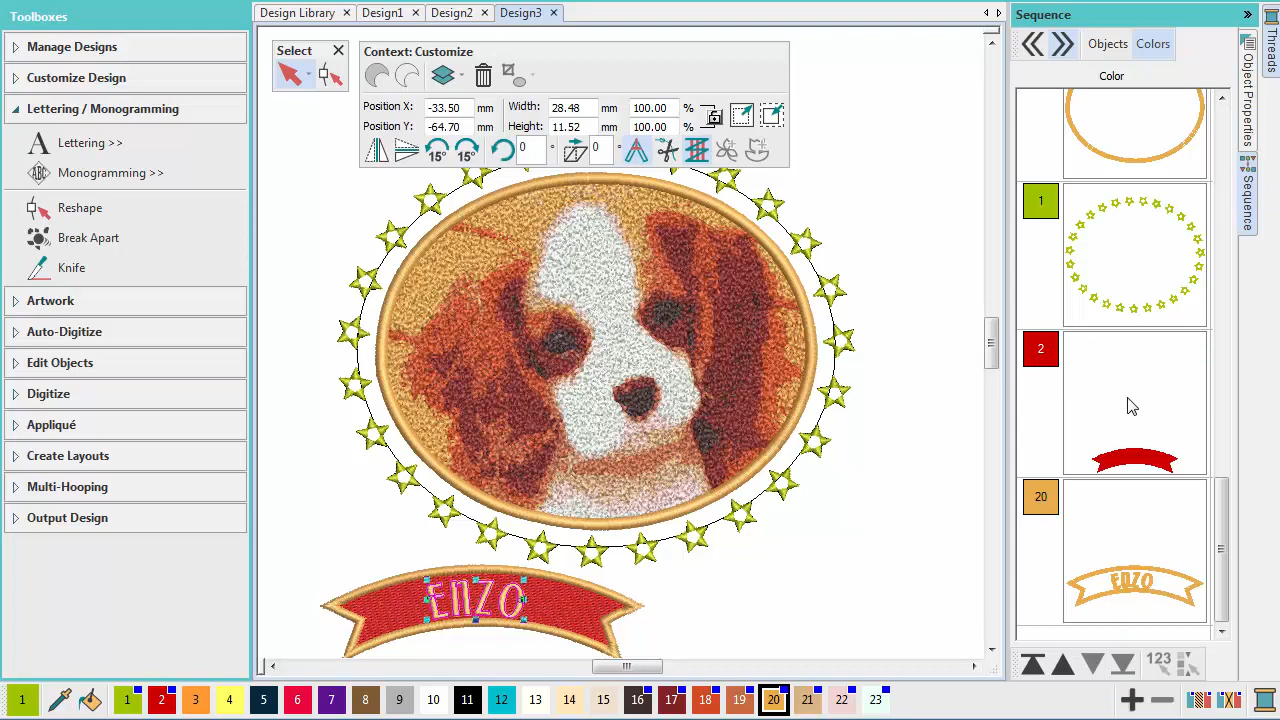 Toolboxes
Design Library × Design1 × Design2 × Design3 ×
Sequence »
Manage Designs
Customize Design
Lettering / Monogramming
Lettering >>
Monogramming >>
Reshape
Break Apart
Knife
Artwork
Auto-Digitize
Edit Objects
Digitize
Appliqué
Create Layouts
Multi-Hooping
Output Design
Select
Context: Customize
Position X: -33.50 mm Width: 28.48 mm 100.00 %
Position Y: -64.70 mm Height: 11.52 mm 100.00 %
15° 15° 0 ° 0 °
ENZO
Objects Colors
Color
1
2
20
ENZO
123
Threads
Object Properties
Sequence
1 1 2 3 4 5 6 7 8 9 10 11 12 13 14 15 16 17 18 19 20 21 22 23